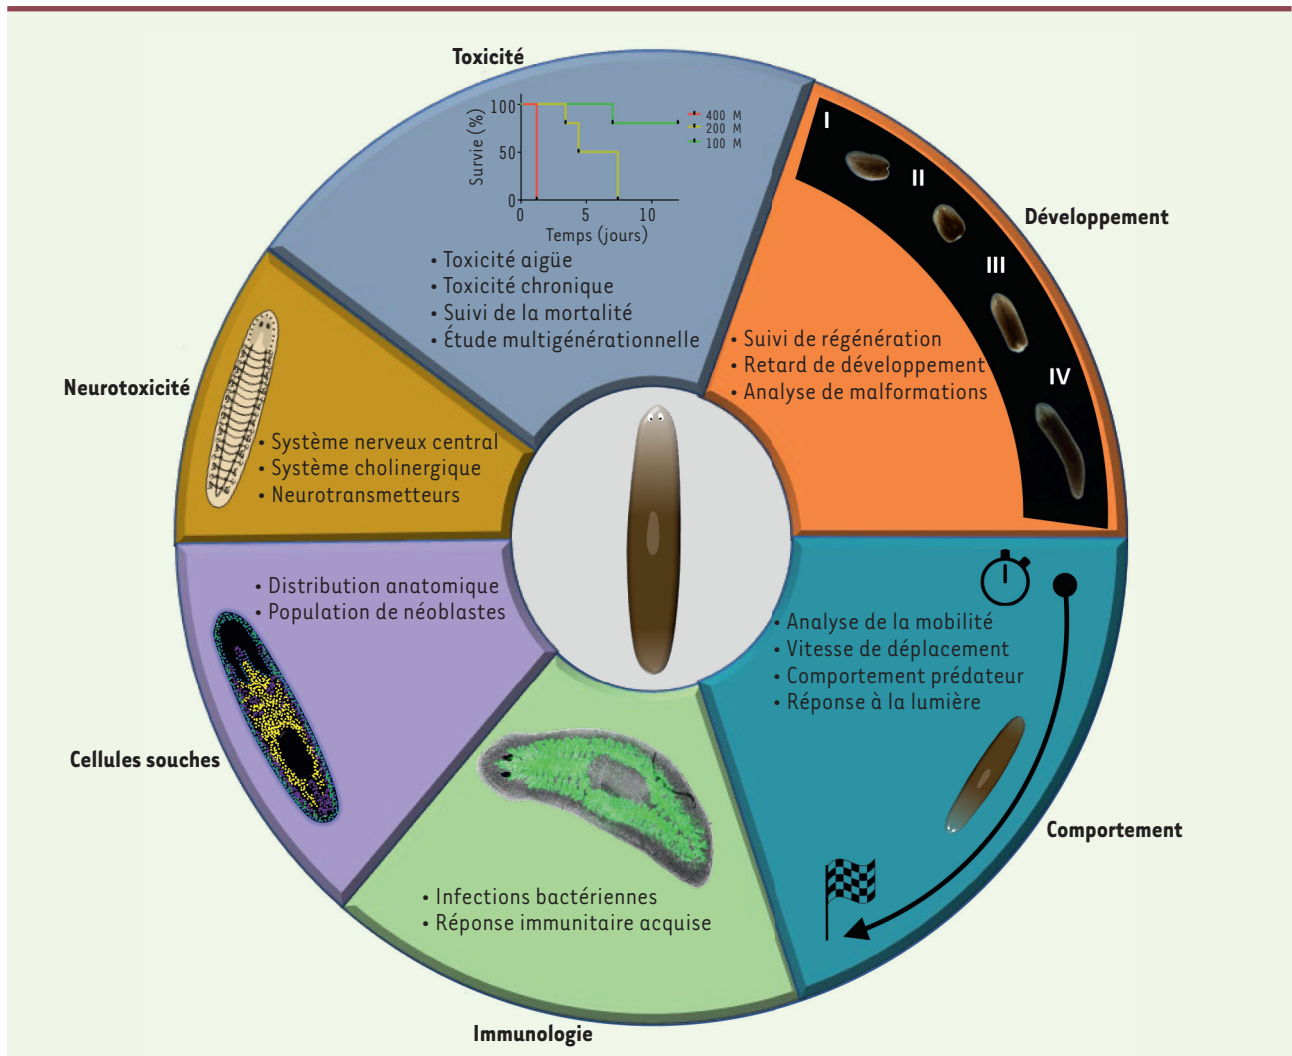 Toxicité
100
50
0
Survie (%)
0 5 10
Temps (jours)
400 M
200 M
100 M
• Toxicité aigüe
• Toxicité chronique
• Suivi de la mortalité
• Étude multigénérationnelle
Développement
I
II
III
IV
• Suivi de régénération
• Retard de développement
• Analyse de malformations
Neurotoxicité
• Système nerveux central
• Système cholinergique
• Neurotransmetteurs
• Distribution anatomique
• Population de néoblastes
Cellules souches
• Analyse de la mobilité
• Vitesse de déplacement
• Comportement prédateur
• Réponse à la lumière
Comportement
• Infections bactériennes
• Réponse immunitaire acquise
Immunologie